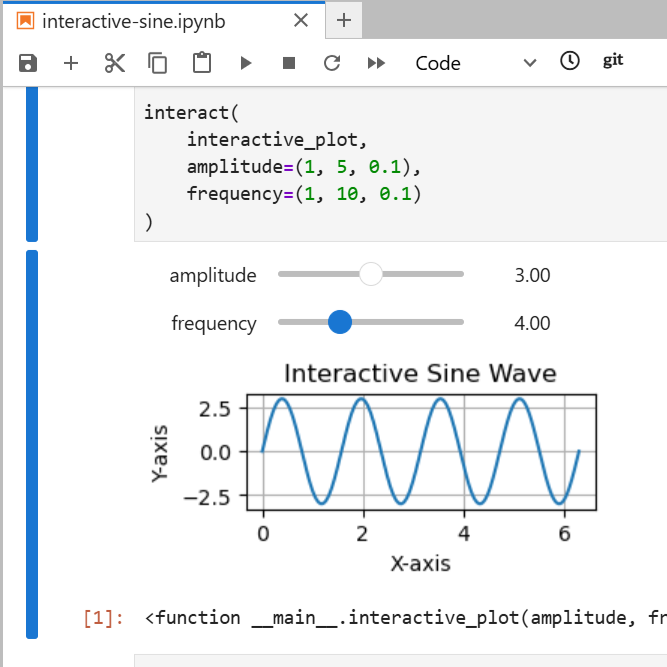 interactive-sine.ipynb
Code
git
interact(
    interactive_plot,
    amplitude=(1, 5, 0.1),
    frequency=(1, 10, 0.1)
)
amplitude 3.00
frequency 4.00
Interactive Sine Wave
Y-axis
2.5
0.0
−2.5
0 2 4 6
X-axis
[1]: <function __main__.interactive_plot(amplitude, fr